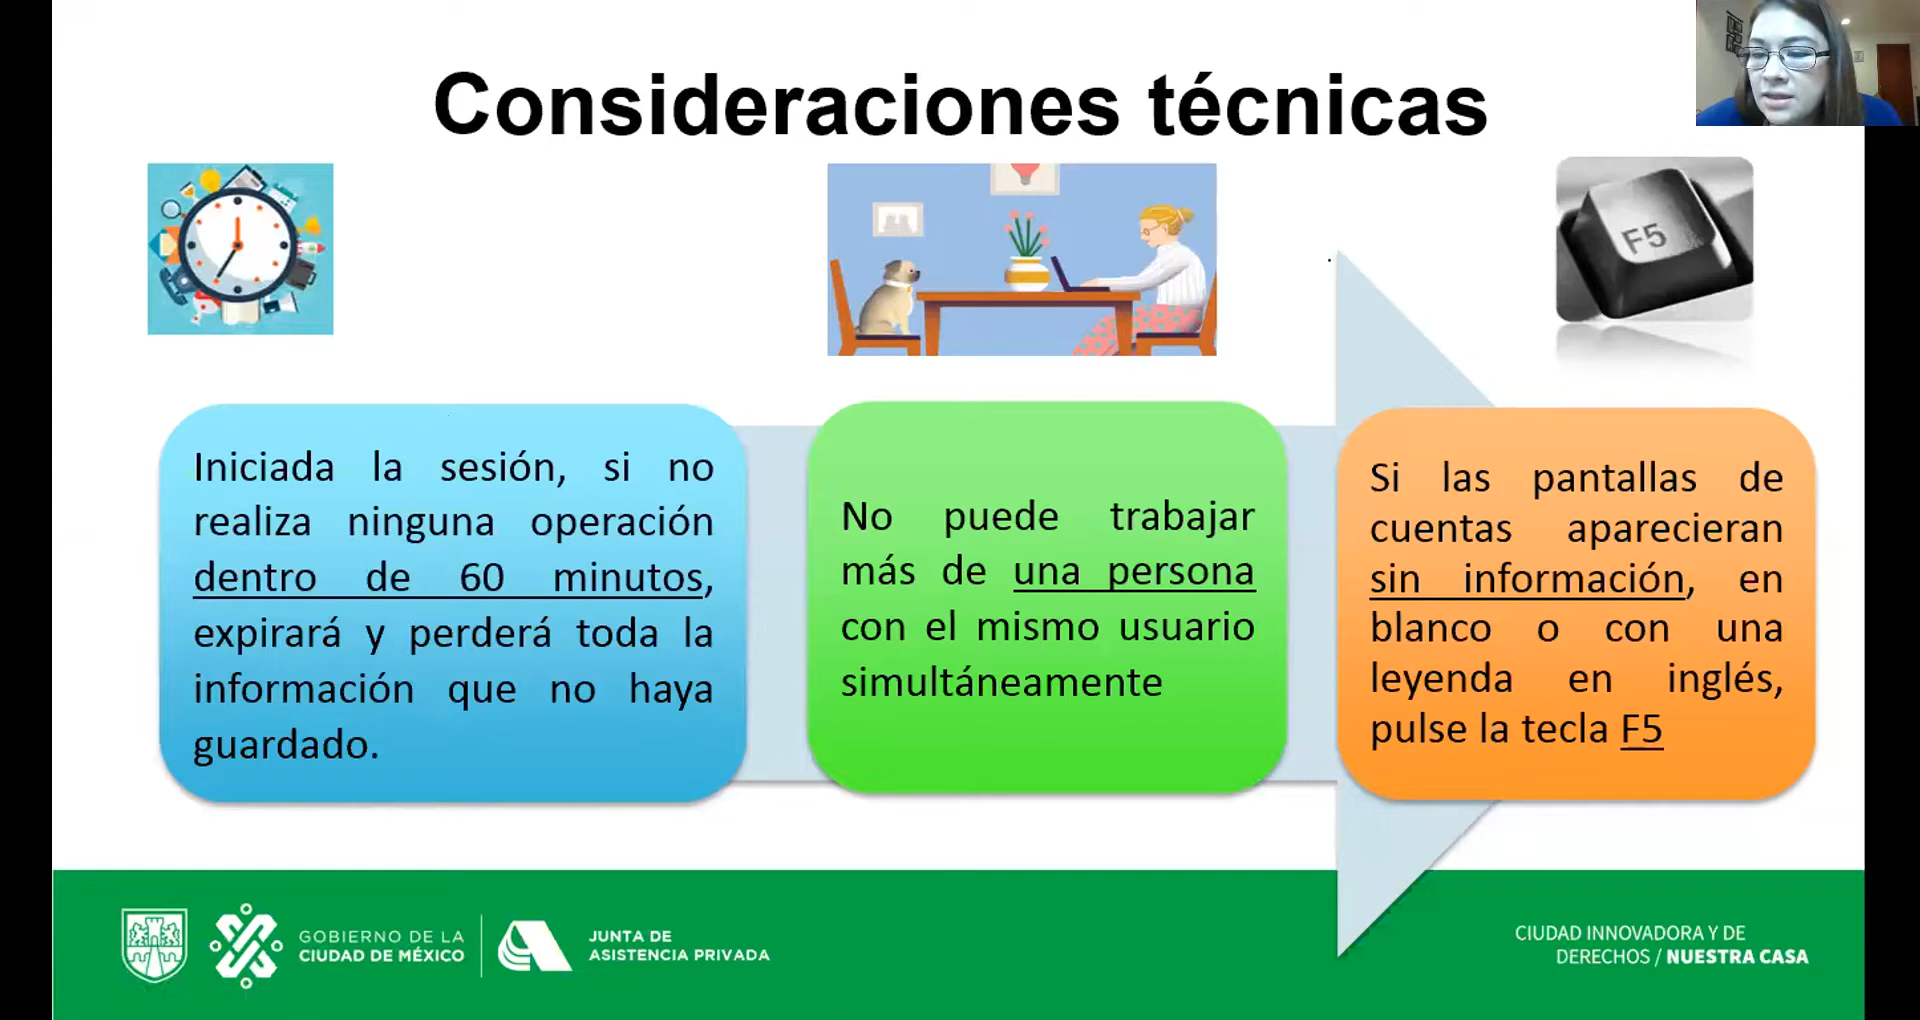 Consideraciones técnicas
F5
Iniciada la sesión, si no
realiza ninguna operación
dentro de 60 minutos,
expirará y perderá toda la
información que no haya
guardado.
No puede trabajar
más de una persona
con el mismo usuario
simultáneamente
Si las pantallas de
cuentas aparecieran
sin información, en
blanco o con una
leyenda en inglés,
pulse la tecla F5
GOBIERNO DE LA
CIUDAD DE MÉXICO
JUNTA DE
ASISTENCIA PRIVADA
CIUDAD INNOVADORA Y DE
DERECHOS / NUESTRA CASA